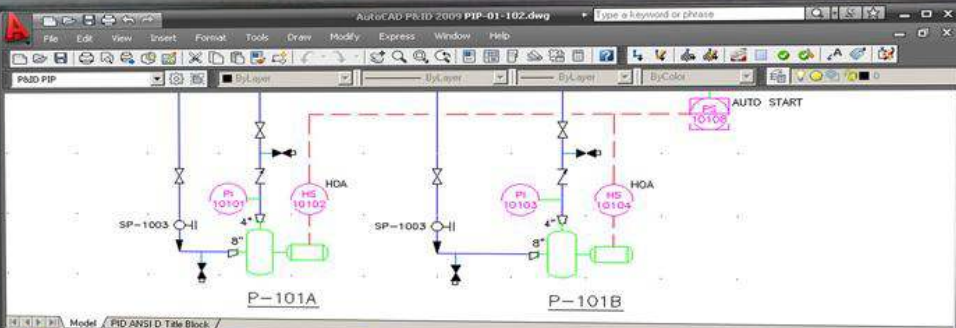 AutoCAD P&ID 2009 PIP-01-102.dwg
Type a keyword or phrase
File Edit View Insert Format Tools Draw Modify Express Window Help
P&ID PIP
ByLayer
ByLayer
ByLayer
ByColor
0
PS
10108
AUTO START
PI
10101
HS
10102
HOA
SP-1003
4"
8"
P-101A
PI
10103
HS
10104
HOA
SP-1003
4"
8"
P-101B
Model PID ANSI D Title Block